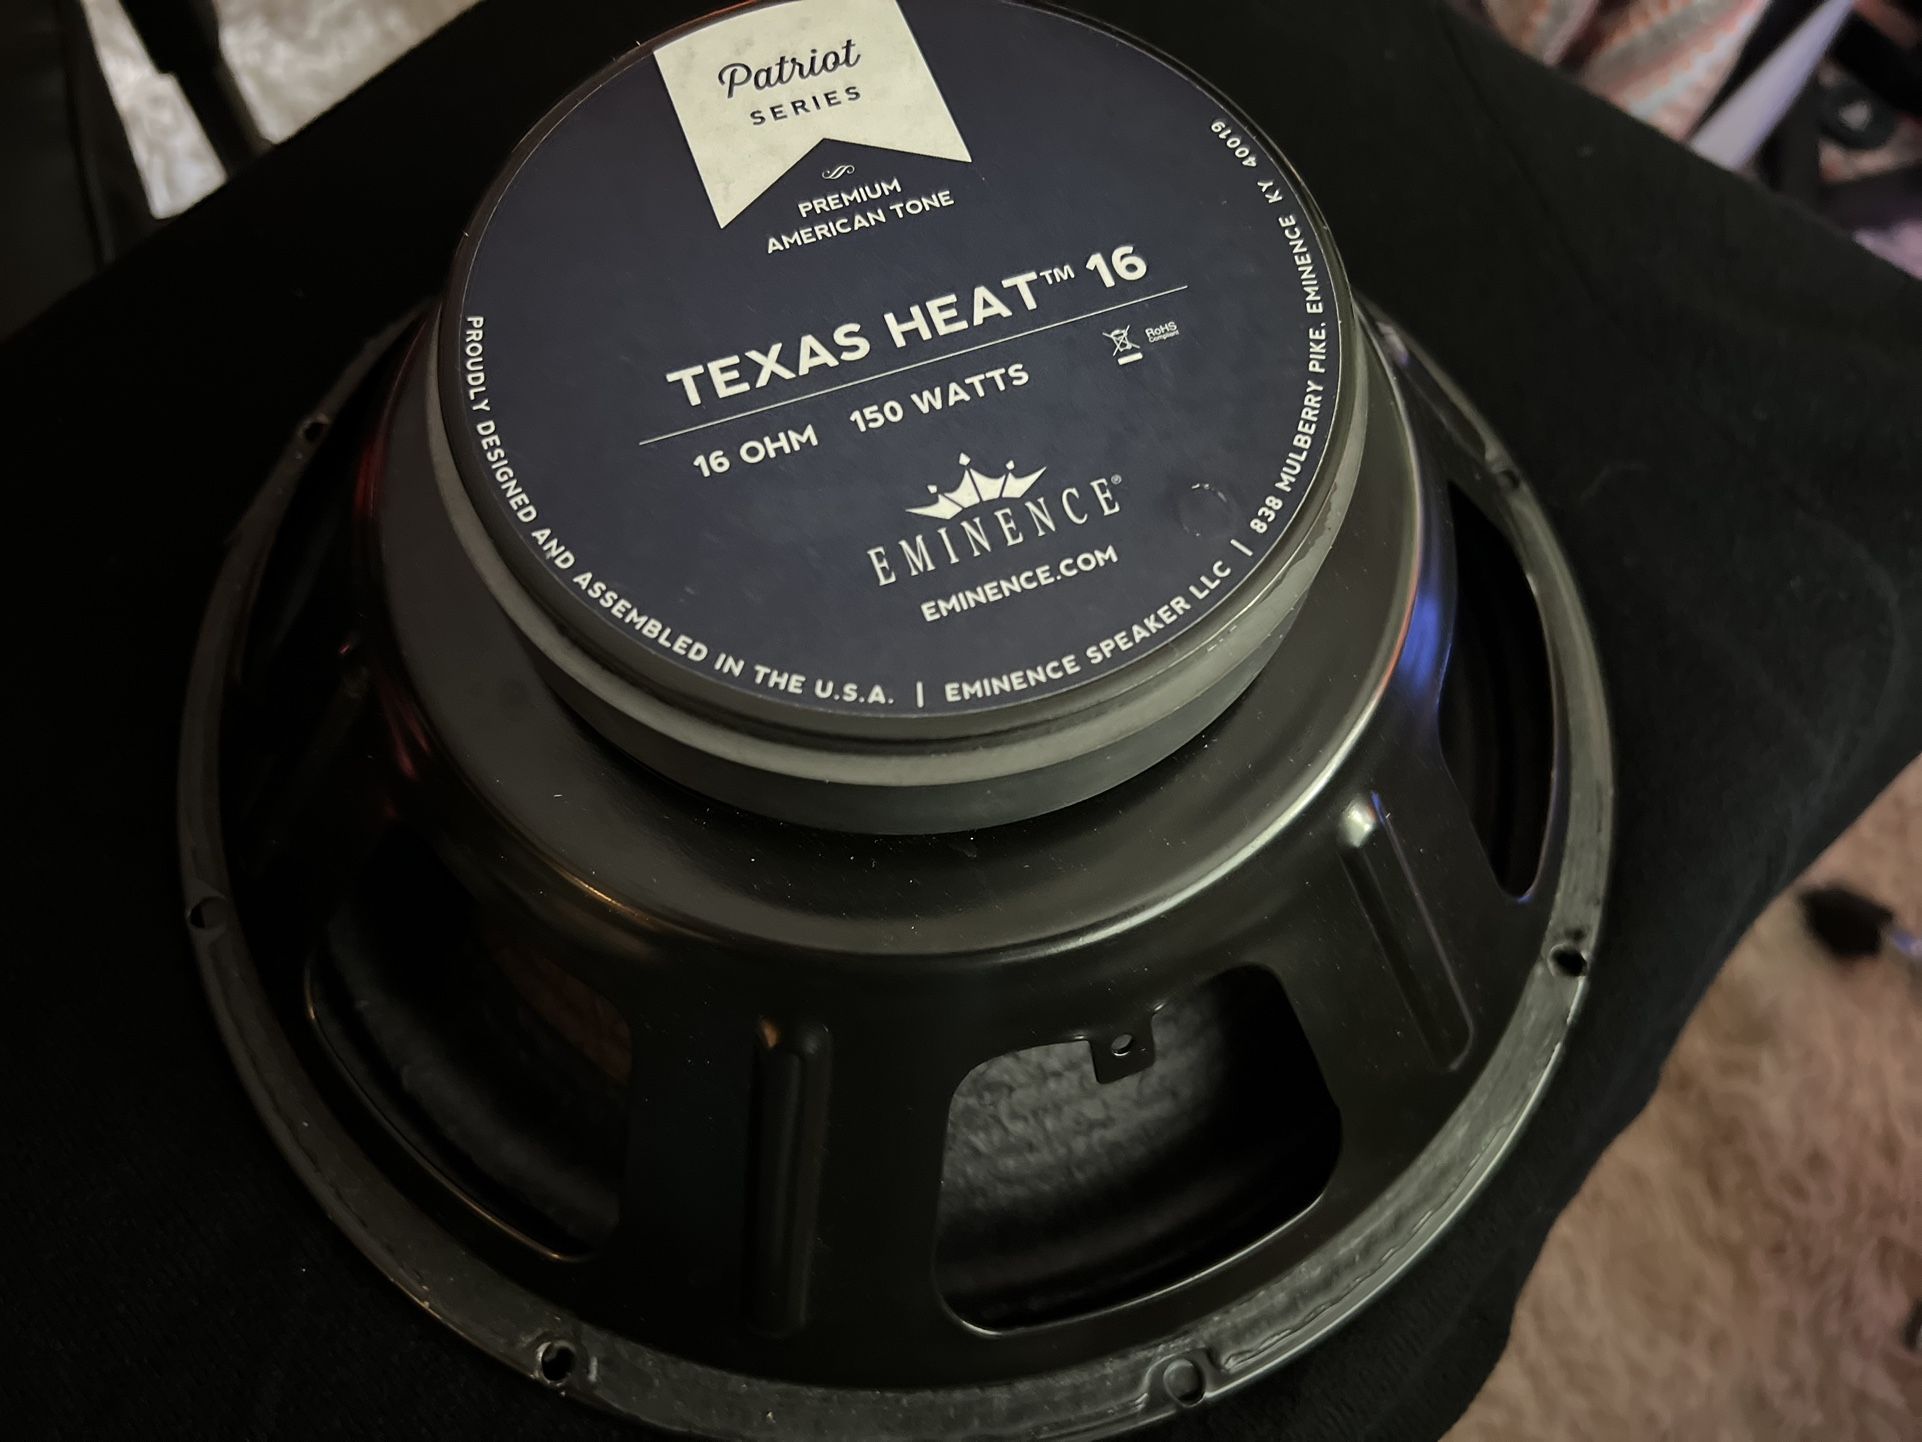 Patriot
SERIES
PREMIUM
AMERICAN TONE
TEXAS HEAT™ 16
RoHS
Compliant
16 OHM 150 WATTS
EMINENCE®
EMINENCE.COM
PROUDLY DESIGNED AND ASSEMBLED IN THE U.S.A. | EMINENCE SPEAKER LLC | 838 MULBERRY PIKE, EMINENCE KY 40019